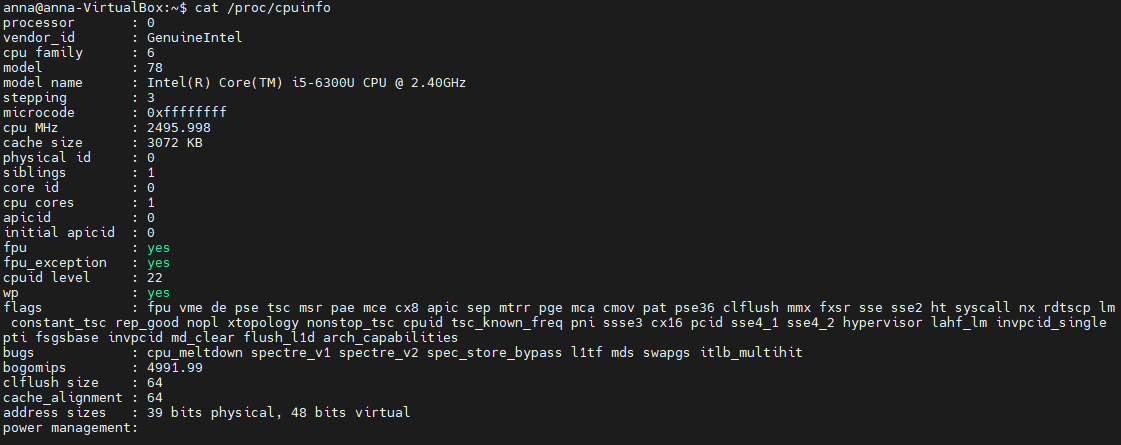 anna@anna-VirtualBox:~$ cat /proc/cpuinfo
processor : 0
vendor_id : GenuineIntel
cpu family : 6
model : 78
model name : Intel(R) Core(TM) i5-6300U CPU @ 2.40GHz
stepping : 3
microcode : 0xffffffff
cpu MHz : 2495.998
cache size : 3072 KB
physical id : 0
siblings : 1
core id : 0
cpu cores : 1
apicid : 0
initial apicid : 0
fpu : yes
fpu_exception : yes
cpuid level : 22
wp : yes
flags : fpu vme de pse tsc msr pae mce cx8 apic sep mtrr pge mca cmov pat pse36 clflush mmx fxsr sse sse2 ht syscall nx rdtscp lm
constant_tsc rep_good nopl xtopology nonstop_tsc cpuid tsc_known_freq pni ssse3 cx16 pcid sse4_1 sse4_2 hypervisor lahf_lm invpcid_single
pti fsgsbase invpcid md_clear flush_l1d arch_capabilities
bugs : cpu_meltdown spectre_v1 spectre_v2 spec_store_bypass l1tf mds swapgs itlb_multihit
bogomips : 4991.99
clflush size : 64
cache_alignment : 64
address sizes : 39 bits physical, 48 bits virtual
power management: